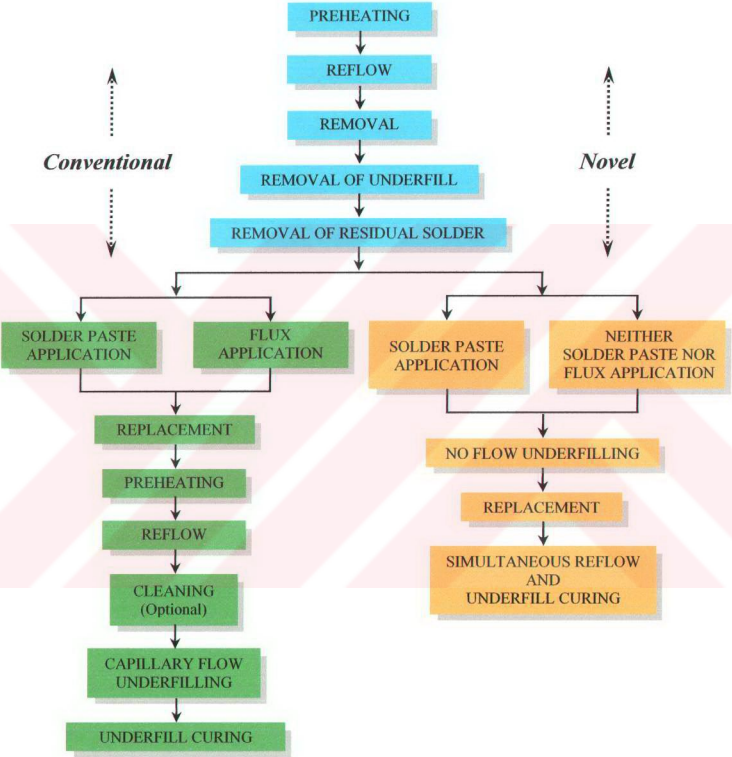 PREHEATING
REFLOW
REMOVAL
Conventional
Novel
REMOVAL OF UNDERFILL
REMOVAL OF RESIDUAL SOLDER
SOLDER PASTE
APPLICATION
FLUX
APPLICATION
SOLDER PASTE
APPLICATION
NEITHER
SOLDER PASTE NOR
FLUX APPLICATION
REPLACEMENT
PREHEATING
REFLOW
CLEANING
(Optional)
CAPILLARY FLOW
UNDERFILLING
UNDERFILL CURING
NO FLOW UNDERFILLING
REPLACEMENT
SIMULTANEOUS REFLOW
AND
UNDERFILL CURING